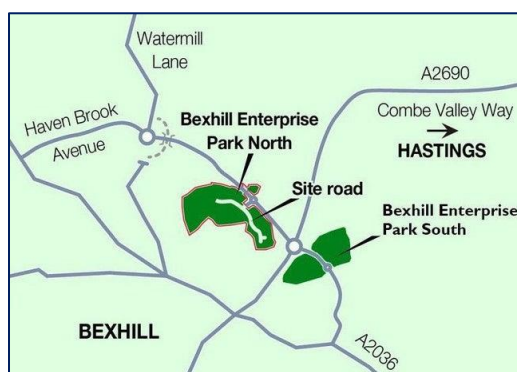 Watermill
Lane
A2690
Haven Brook
Avenue
Combe Valley Way
HASTINGS
Bexhill Enterprise
Park North
Site road
Bexhill Enterprise
Park South
BEXHILL
A2036